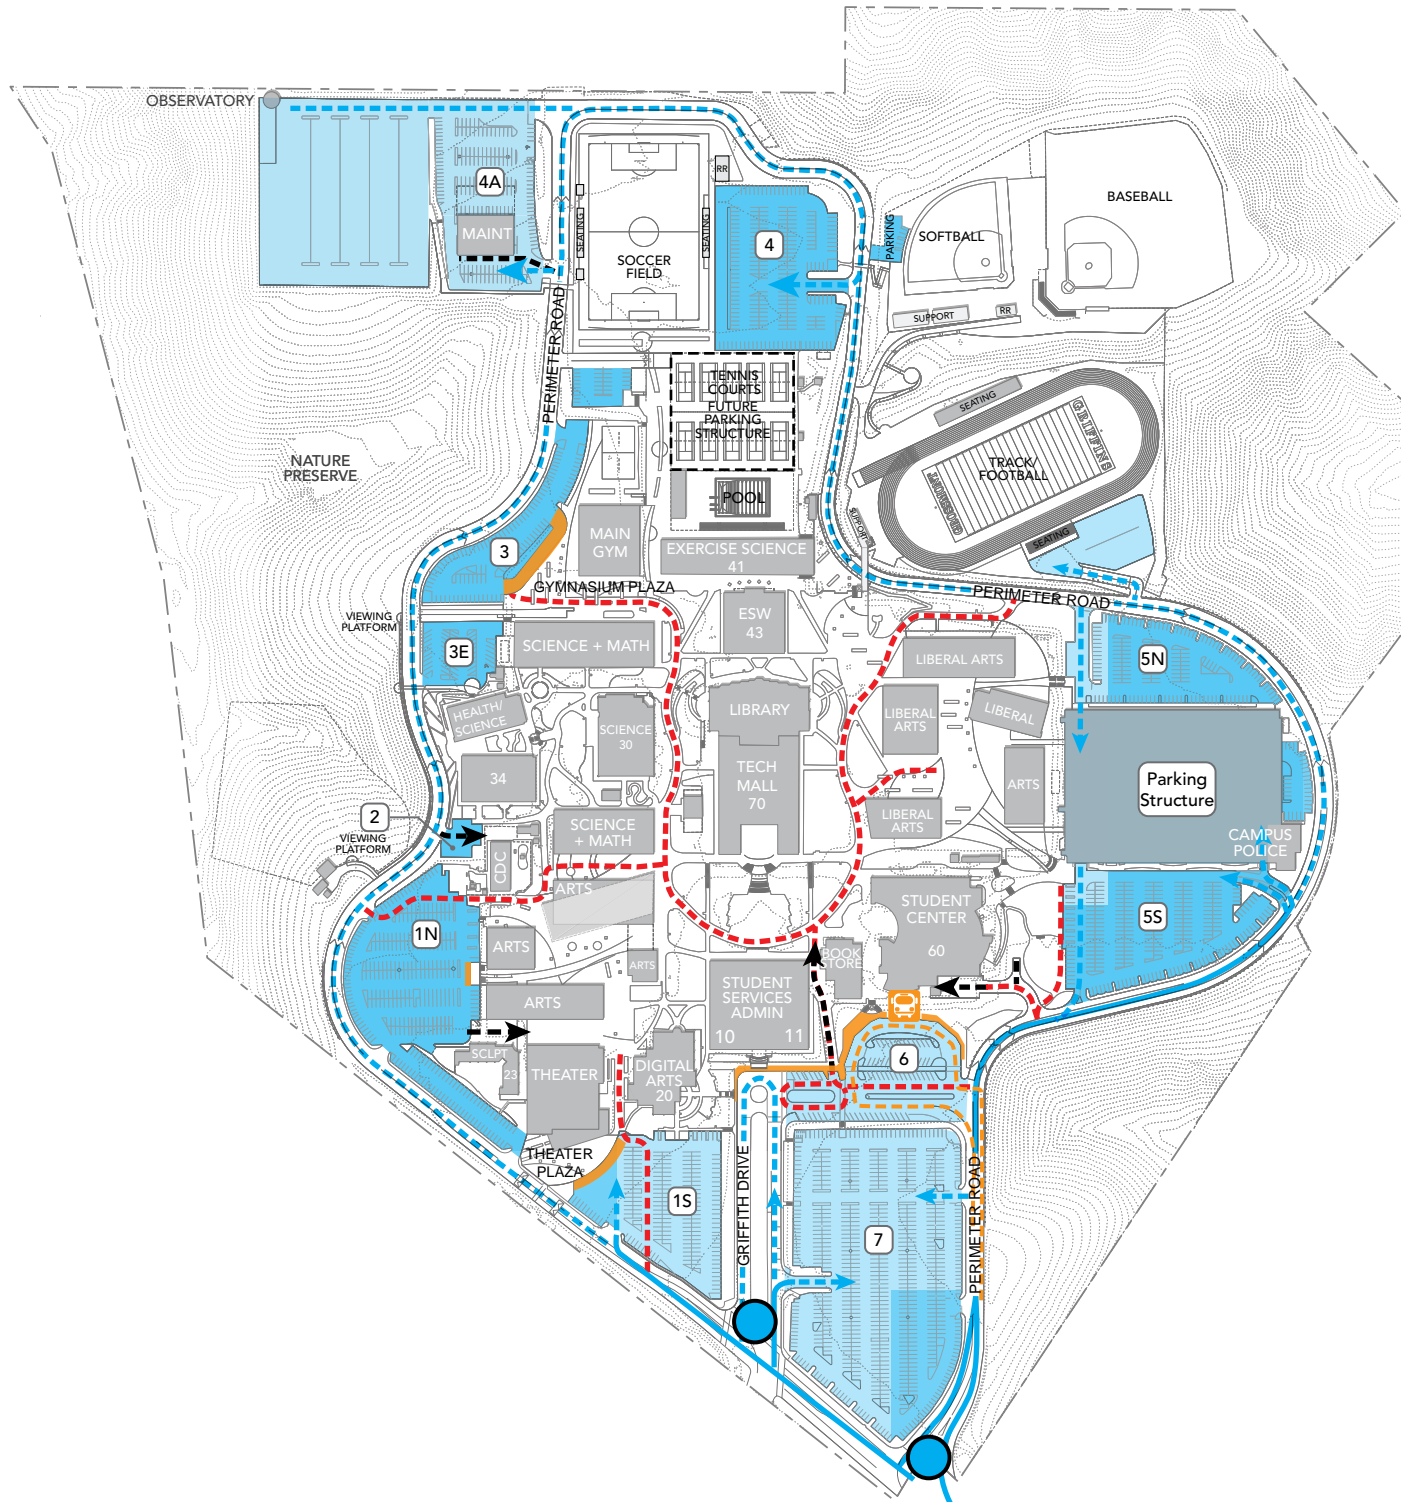 OBSERVATORY
4A
MAINT
SEATING
SOCCER
FIELD
SEATING
RR
4
PARKING
SOFTBALL
BASEBALL
SUPPORT
RR
PERIMETER ROAD
TENNIS
COURTS
FUTURE
PARKING
STRUCTURE
POOL
SEATING
GRIFFINS
TRACK/
FOOTBALL
GROSSMONT
SEATING
SUPPORT
NATURE
PRESERVE
3
MAIN
GYM
EXERCISE SCIENCE
41
GYMNASIUM PLAZA
PERIMETER ROAD
VIEWING
PLATFORM
3E
SCIENCE + MATH
ESW
43
LIBERAL ARTS
5N
HEALTH/
SCIENCE
SCIENCE
30
LIBRARY
LIBERAL
ARTS
LIBERAL
34
TECH
MALL
70
ARTS
Parking
Structure
2
VIEWING
PLATFORM
SCIENCE
+ MATH
LIBERAL
ARTS
CAMPUS
POLICE
CDC
ARTS
STUDENT
CENTER
60
5S
1N
ARTS
ARTS
BOOK
STORE
STUDENT
SERVICES
ADMIN
10
11
ARTS
SCLPT
23
THEATER
DIGITAL
ARTS
20
6
THEATER
PLAZA
1S
GRIFFITH DRIVE
7
PERIMETER ROAD